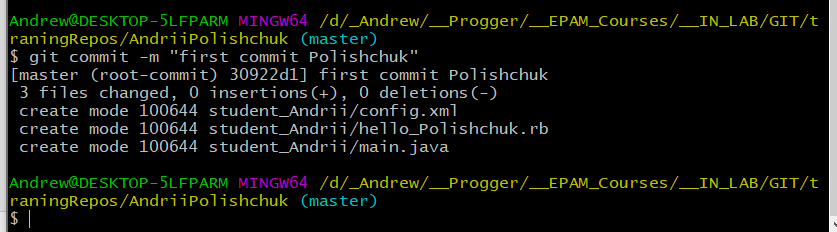 Andrew@DESKTOP-5LFPARM MINGW64 /d/_Andrew/__Progger/__EPAM_Courses/__IN_LAB/GIT/t
raningRepos/AndriiPolishchuk (master)
$ git commit -m "first commit Polishchuk"
[master (root-commit) 30922d1] first commit Polishchuk
 3 files changed, 0 insertions(+), 0 deletions(-)
 create mode 100644 student_Andrii/config.xml
 create mode 100644 student_Andrii/hello_Polishchuk.rb
 create mode 100644 student_Andrii/main.java
Andrew@DESKTOP-5LFPARM MINGW64 /d/_Andrew/__Progger/__EPAM_Courses/__IN_LAB/GIT/t
raningRepos/AndriiPolishchuk (master)
$